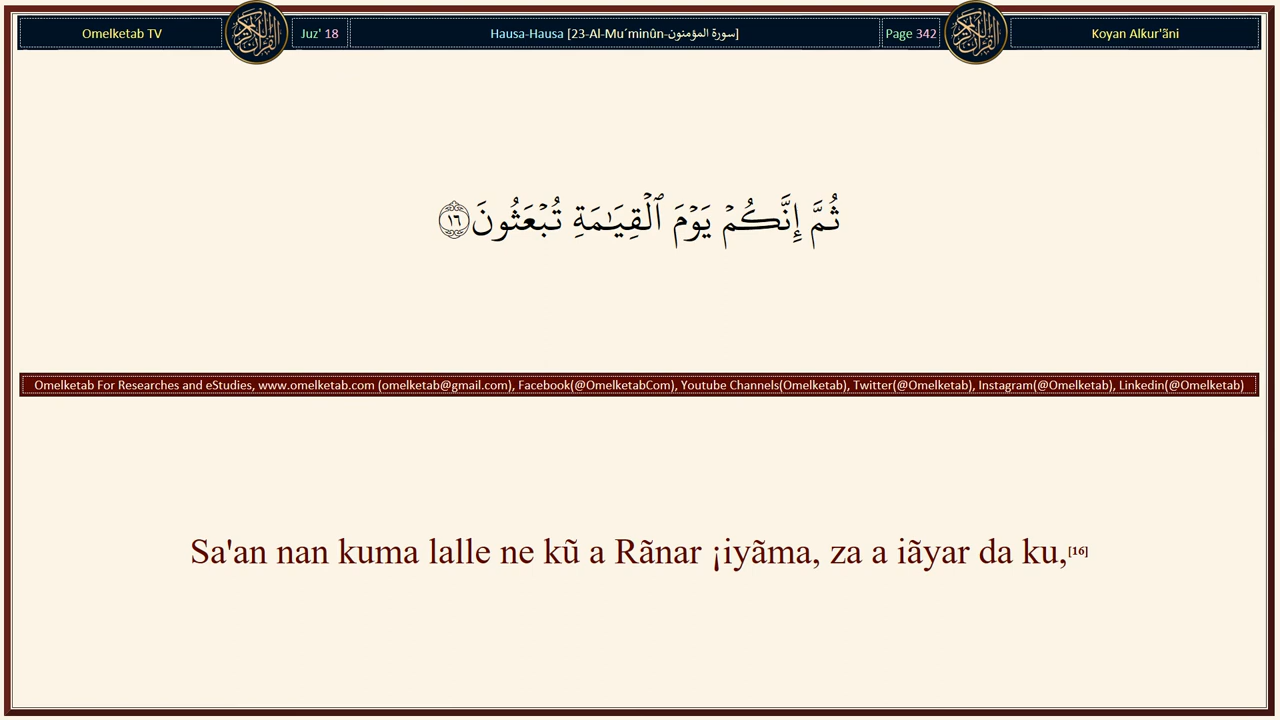 Omelketab TV
Juz' 18
Hausa-Hausa [23-Al-Mu´minûn-سورة المؤمنون]
Page 342
Koyan Alƙur'ãni
ثُمَّ إِنَّكُمۡ يَوۡمَ ٱلۡقِيَٰمَةِ تُبۡعَثُونَ ١٦
Omelketab For Researches and eStudies, www.omelketab.com (omelketab@gmail.com), Facebook(@OmelketabCom), Youtube Channels(Omelketab), Twitter(@Omelketab), Instagram(@Omelketab), Linkedin(@Omelketab)
Sa'an nan kuma lalle ne kũ a Rãnar ¡iyãma, za a iãyar da ku,[16]